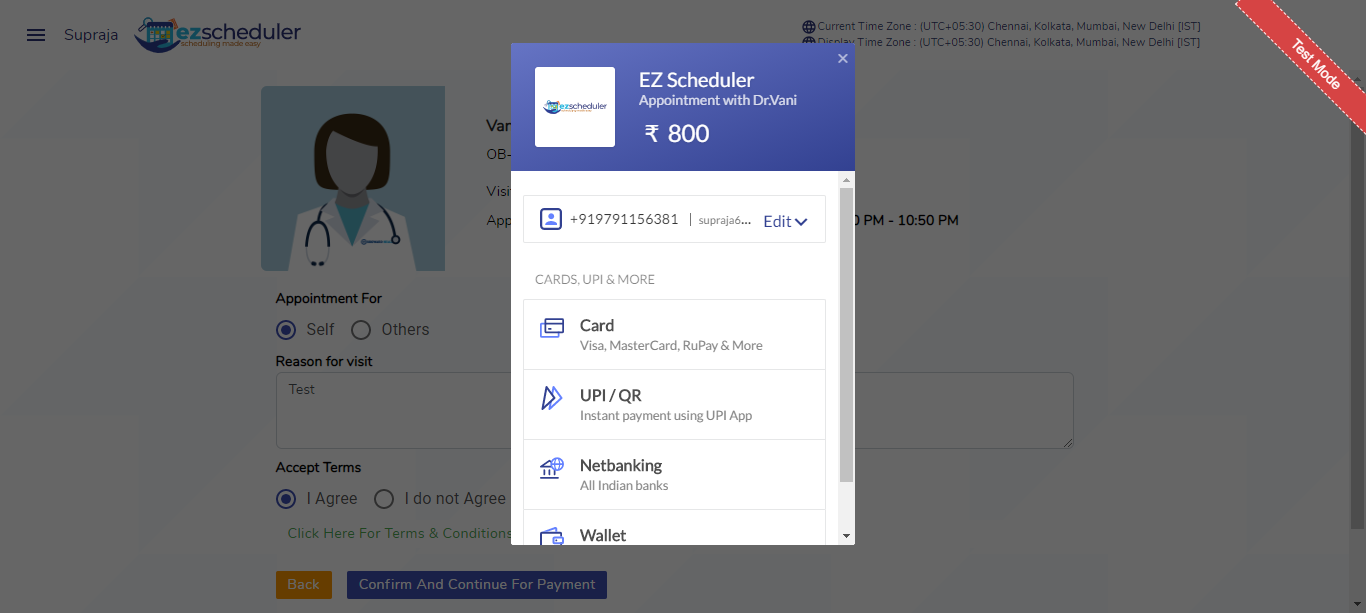 Supraja
ezscheduler
scheduling made easy
Current Time Zone : (UTC+05:30) Chennai, Kolkata, Mumbai, New Delhi [IST]
Display Time Zone : (UTC+05:30) Chennai, Kolkata, Mumbai, New Delhi [IST]
Test Mode
ezscheduler
EZ Scheduler
Appointment with Dr.Vani
₹ 800
OB-
0 PM - 10:50 PM
+919791156381 | supraja6... Edit
CARDS, UPI & MORE
Card
Visa, MasterCard, RuPay & More
UPI / QR
Instant payment using UPI App
Netbanking
All Indian banks
Wallet
Appointment For
Self Others
Reason for visit
Test
Accept Terms
I Agree I do not Agree
Click Here For Terms & Conditions
Back Confirm And Continue For Payment